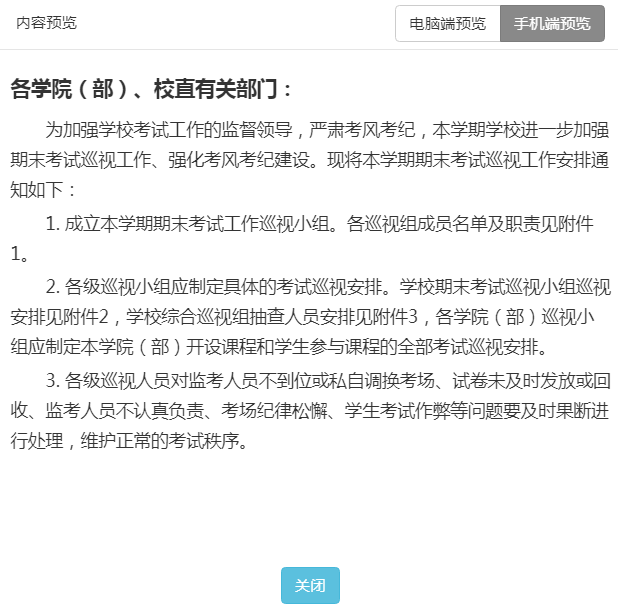 内容预览
电脑端预览
手机端预览
各学院（部）、校直有关部门：
为加强学校考试工作的监督领导，严肃考风考纪，本学期学校进一步加强
期末考试巡视工作、强化考风考纪建设。现将本学期期末考试巡视工作安排通
知如下：
1. 成立本学期期末考试工作巡视小组。各巡视组成员名单及职责见附件
1。
2. 各级巡视小组应制定具体的考试巡视安排。学校期末考试巡视小组巡视
安排见附件2，学校综合巡视组抽查人员安排见附件3，各学院（部）巡视小
组应制定本学院（部）开设课程和学生参与课程的全部考试巡视安排。
3. 各级巡视人员对监考人员不到位或私自调换考场、试卷未及时发放或回
收、监考人员不认真负责、考场纪律松懈、学生考试作弊等问题要及时果断进
行处理，维护正常的考试秩序。
关闭